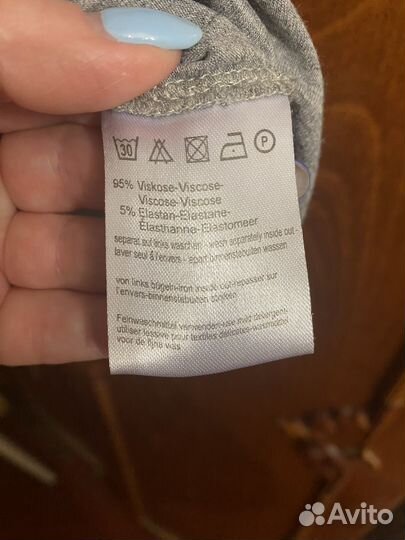 30
P
95% Viskose-Viscose-
Viscose-Viscose
5% Elastan-Elastane-
Élasthanne-Elastomeer
separat auf links waschen - wash separately inside out -
laver seul à l'envers - apart binnenstebuiten wassen
von links bügeln-iron inside out-repasser sur
l'envers-binnenstebuiten strijken
Feinwaschmittel verwenden-use mild detergent-
utiliser lessive pour textiles délicates-wasmiddel
voor de fijne was
Avito